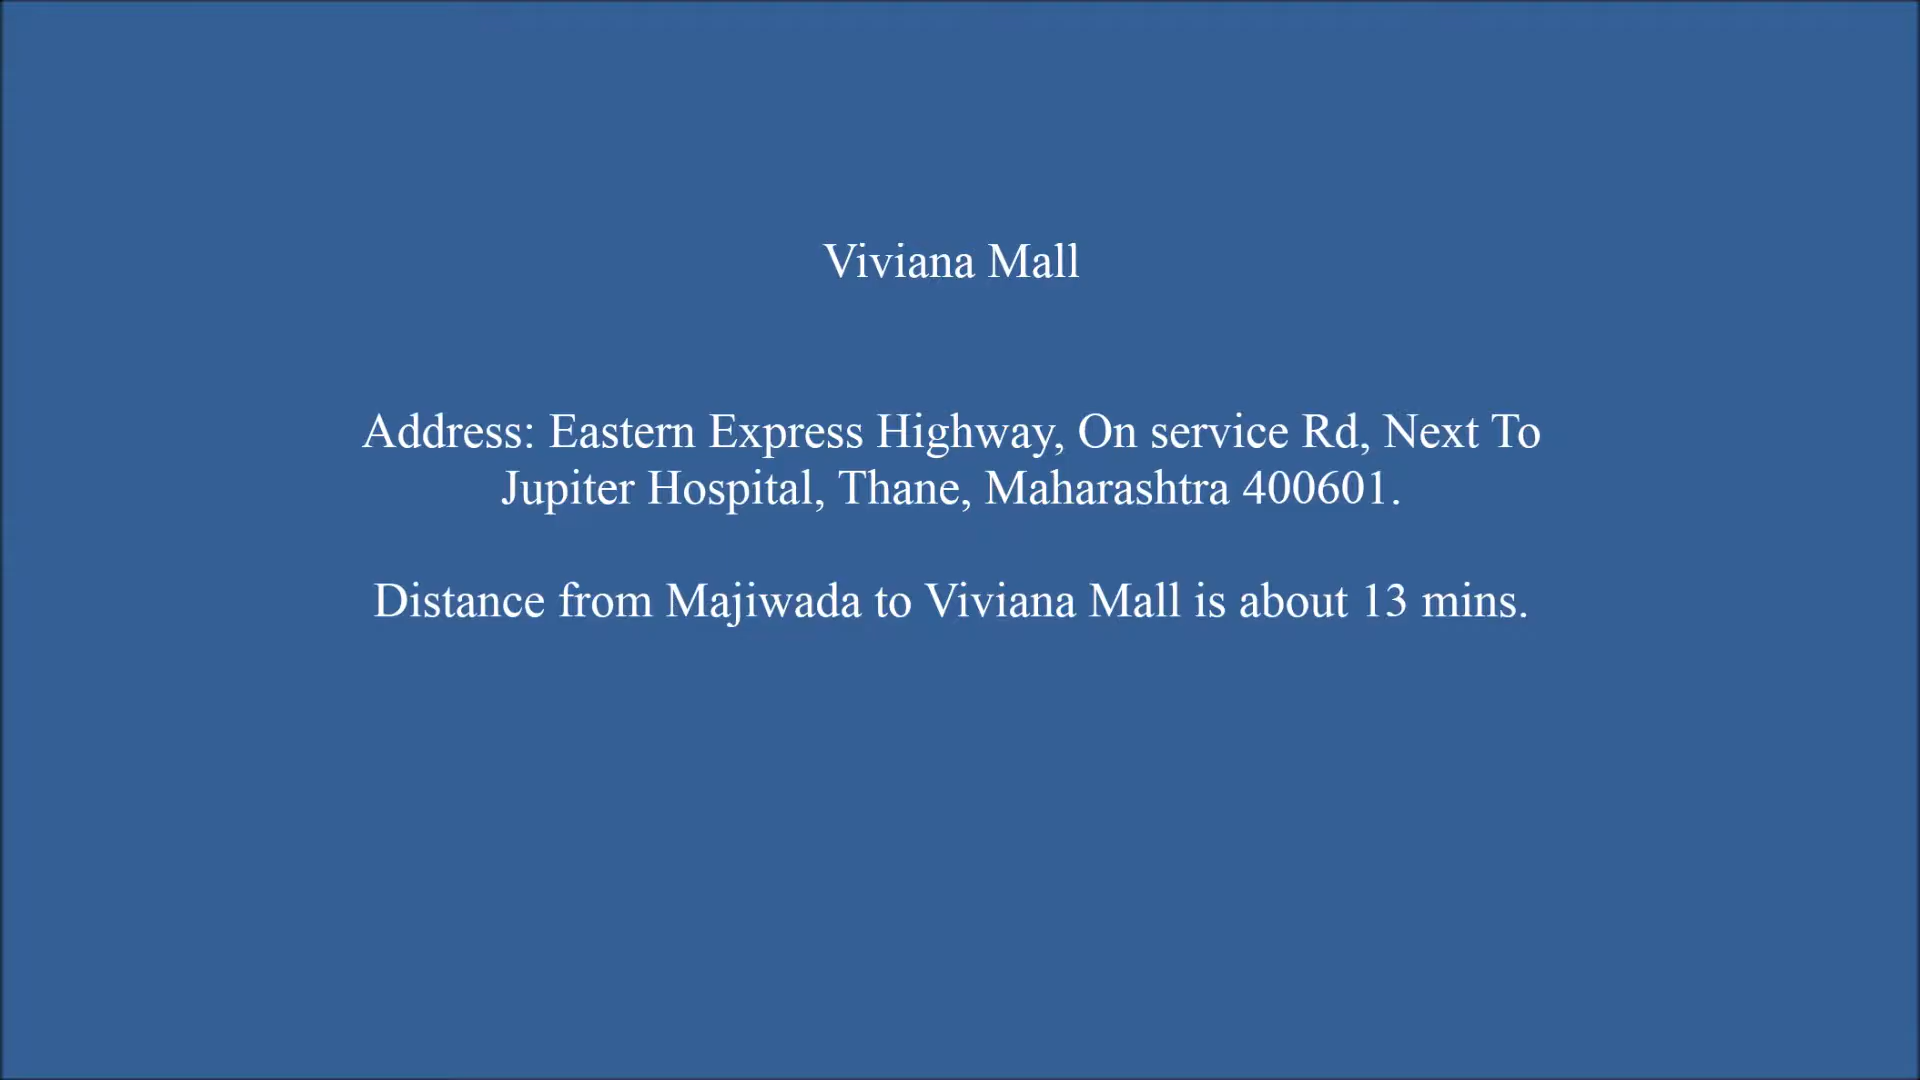 Viviana Mall
Address: Eastern Express Highway, On service Rd, Next To
Jupiter Hospital, Thane, Maharashtra 400601.
Distance from Majiwada to Viviana Mall is about 13 mins.